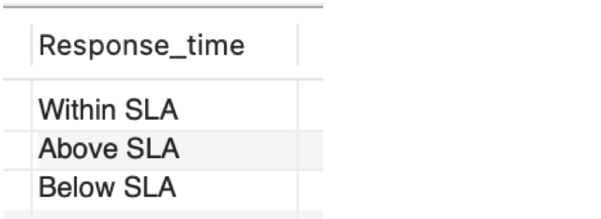 Response_time
Within SLA
Above SLA
Below SLA